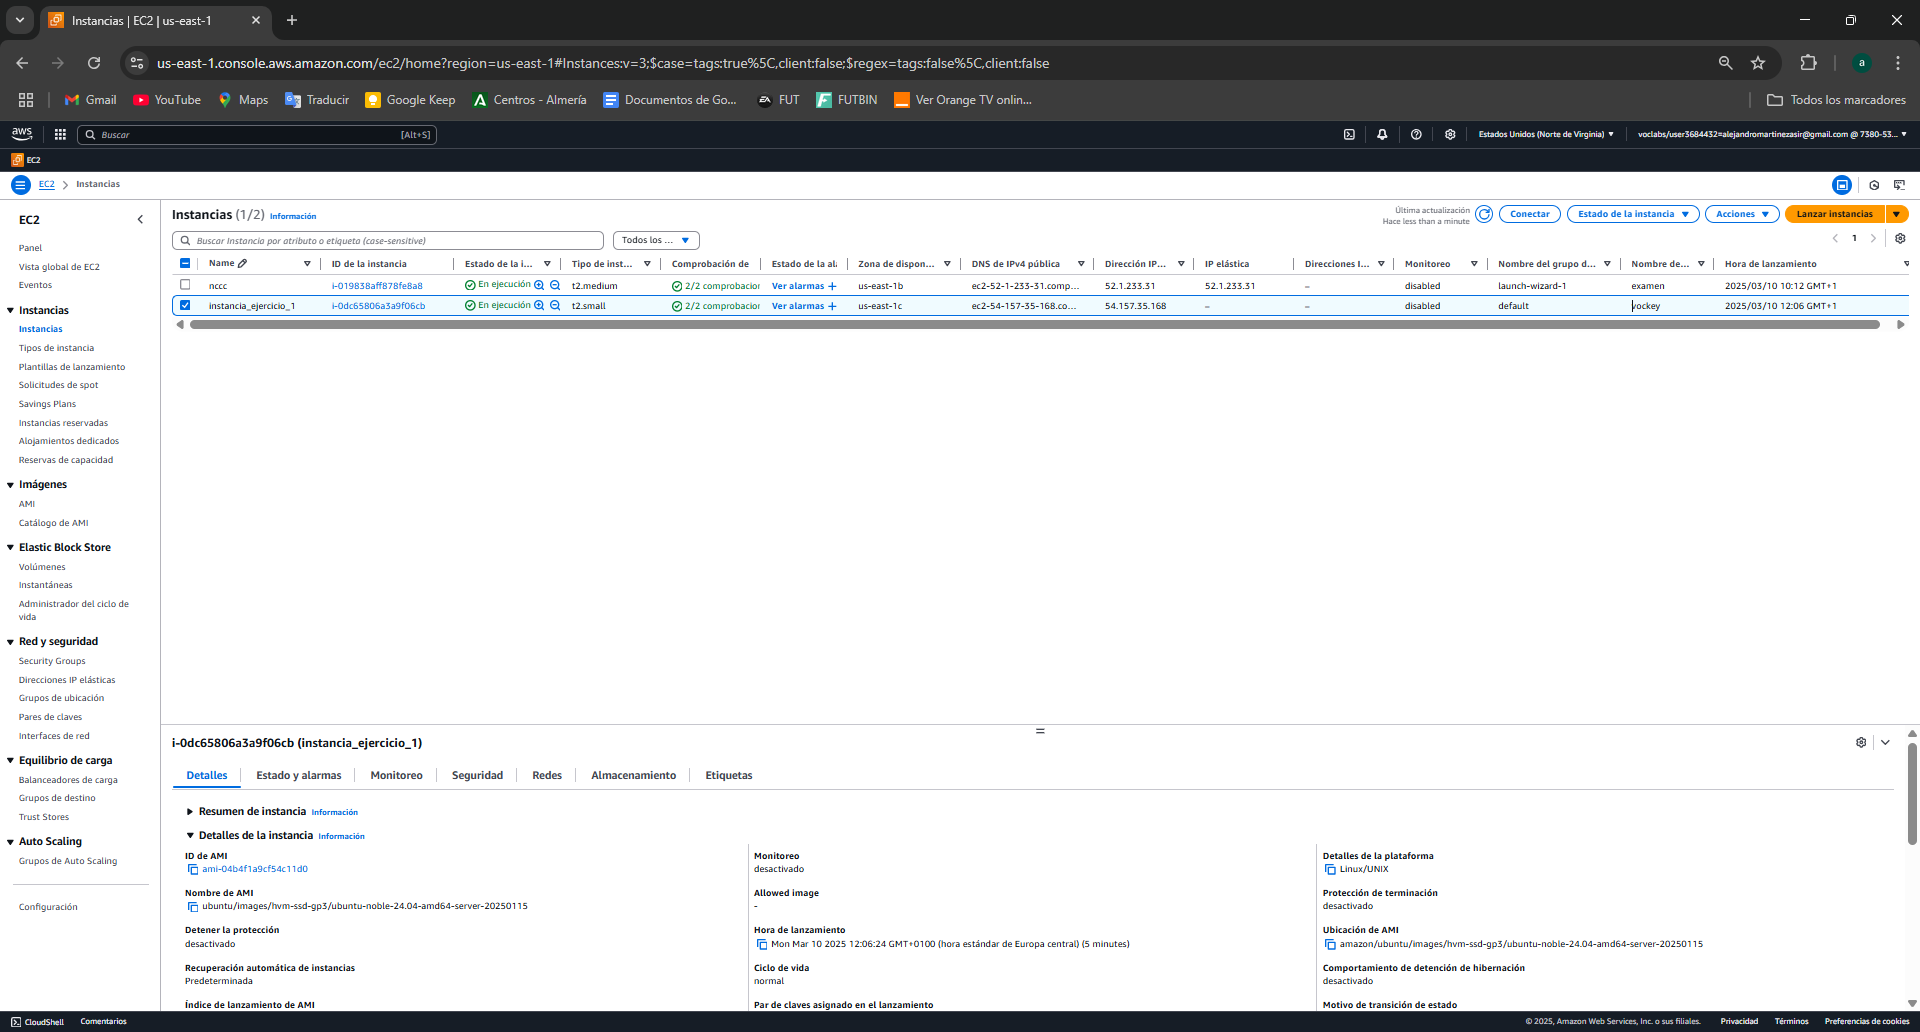 Instancias | EC2 | us-east-1
us-east-1.console.aws.amazon.com/ec2/home?region=us-east-1#Instances:v=3;$case=tags:true%5C,client:false;$regex=tags:false%5C,client:false
a
Gmail YouTube Maps Traducir Google Keep Centros - Almería Documentos de Go... FUT FUTBIN Ver Orange TV onlin... Todos los marcadores
aws Buscar [Alt+S] Estados Unidos (Norte de Virginia) voclabs/user3684432=alejandromartinezasir@gmail.com @ 7380-53...
EC2
EC2 Instancias
EC2
Panel
Vista global de EC2
Eventos
Instancias
Instancias
Tipos de instancia
Plantillas de lanzamiento
Solicitudes de spot
Savings Plans
Instancias reservadas
Alojamientos dedicados
Reservas de capacidad
Imágenes
AMI
Catálogo de AMI
Elastic Block Store
Volúmenes
Instantáneas
Administrador del ciclo de
vida
Red y seguridad
Security Groups
Direcciones IP elásticas
Grupos de ubicación
Pares de claves
Interfaces de red
Equilibrio de carga
Balanceadores de carga
Grupos de destino
Trust Stores
Auto Scaling
Grupos de Auto Scaling
Configuración
Instancias (1/2) Información
Última actualización
Hace less than a minute
Conectar Estado de la instancia Acciones Lanzar instancias
Buscar Instancia por atributo o etiqueta (case-sensitive) Todos los ... 1
Name ID de la instancia Estado de la i... Tipo de inst... Comprobación de Estado de la al Zona de dispon... DNS de IPv4 pública Dirección IP... IP elástica Direcciones I... Monitoreo Nombre del grupo d... Nombre de... Hora de lanzamiento
nccc i-019838aff878fe8a8 En ejecución t2.medium 2/2 comprobacior Ver alarmas + us-east-1b ec2-52-1-233-31.comp... 52.1.233.31 52.1.233.31 – disabled launch-wizard-1 examen 2025/03/10 10:12 GMT+1
instancia_ejercicio_1 i-0dc65806a3a9f06cb En ejecución t2.small 2/2 comprobacior Ver alarmas + us-east-1c ec2-54-157-35-168.co... 54.157.35.168 – – disabled default vockey 2025/03/10 12:06 GMT+1
i-0dc65806a3a9f06cb (instancia_ejercicio_1)
Detalles Estado y alarmas Monitoreo Seguridad Redes Almacenamiento Etiquetas
Resumen de instancia Información
Detalles de la instancia Información
ID de AMI
ami-04b4f1a9cf54c11d0
Nombre de AMI
ubuntu/images/hvm-ssd-gp3/ubuntu-noble-24.04-amd64-server-20250115
Detener la protección
desactivado
Recuperación automática de instancias
Predeterminada
Índice de lanzamiento de AMI
Monitoreo
desactivado
Allowed image
-
Hora de lanzamiento
Mon Mar 10 2025 12:06:24 GMT+0100 (hora estándar de Europa central) (5 minutes)
Ciclo de vida
normal
Par de claves asignado en el lanzamiento
Detalles de la plataforma
Linux/UNIX
Protección de terminación
desactivado
Ubicación de AMI
amazon/ubuntu/images/hvm-ssd-gp3/ubuntu-noble-24.04-amd64-server-20250115
Comportamiento de detención de hibernación
desactivado
Motivo de transición de estado
CloudShell Comentarios © 2025, Amazon Web Services, Inc. o sus filiales. Privacidad Términos Preferencias de cookies